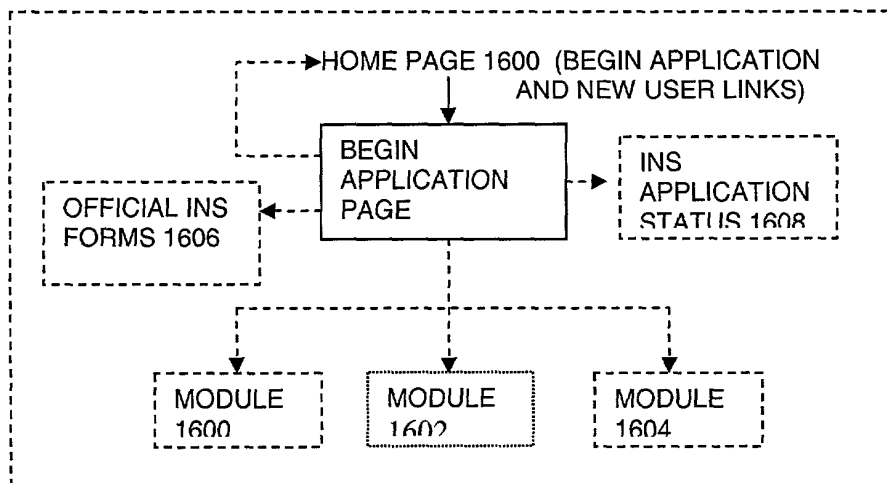 HOME PAGE 1600 (BEGIN APPLICATION
AND NEW USER LINKS)
BEGIN
APPLICATION
PAGE
INS
APPLICATION
STATUS 1608
OFFICIAL INS
FORMS 1606
MODULE
1600
MODULE
1602
MODULE
1604